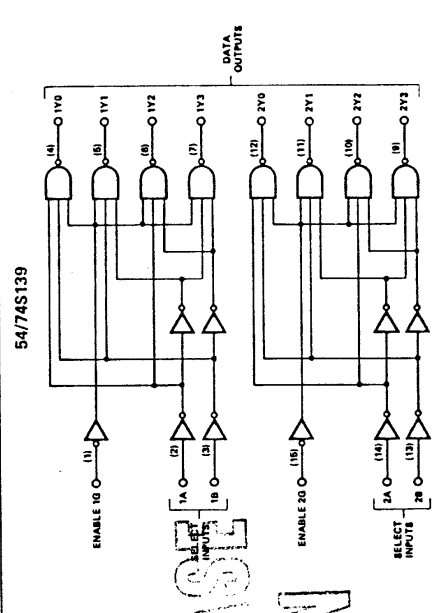 54/74S139
ENABLE 1G
(1)
SELECT
INPUTS
1A
(2)
1B
(3)
(4)
1Y0
(5)
1Y1
(6)
1Y2
(7)
1Y3
DATA
OUTPUTS
ENABLE 2G
(15)
SELECT
INPUTS
2A
(14)
2B
(13)
(12)
2Y0
(11)
2Y1
(10)
2Y2
(9)
2Y3